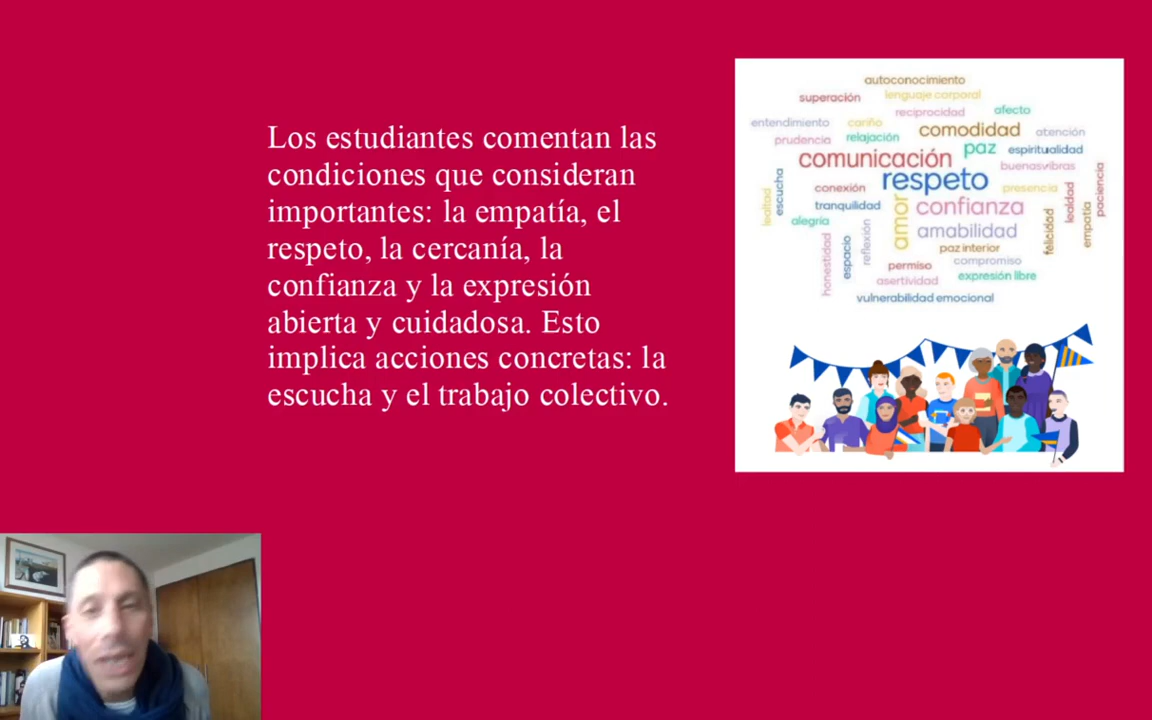 Los estudiantes comentan las
condiciones que consideran
importantes: la empatía, el
respeto, la cercanía, la
confianza y la expresión
abierta y cuidadosa. Esto
implica acciones concretas: la
escucha y el trabajo colectivo.
autoconocimiento
superación
lenguaje corporal
reciprocidad
afecto
entendimiento
cariño
comodidad
atención
prudencia
relajación
paz
espiritualidad
comunicación
buenasvibras
respeto
conexión
presencia
lealtad
escucha
tranquilidad
amor
confianza
lealdad
empatía
paciencia
alegría
amabilidad
felicidad
honestidad
espacio
reflexión
paz interior
permiso
compromiso
asertividad
expresión libre
vulnerabilidad emocional